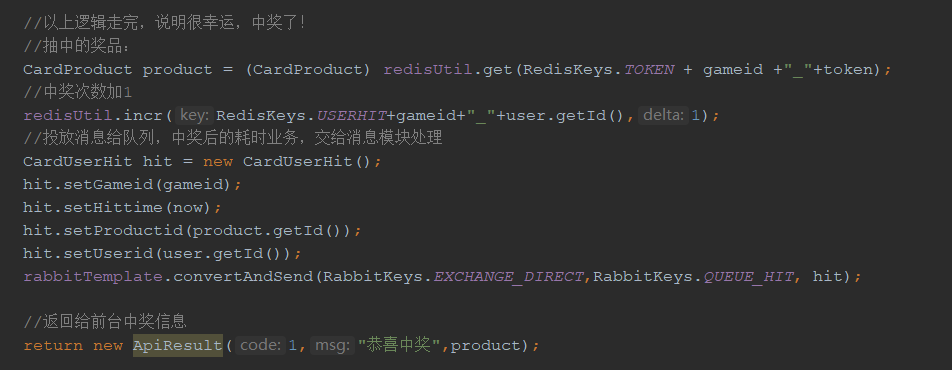 //以上逻辑走完，说明很幸运，中奖了！
//抽中的奖品：
CardProduct product = (CardProduct) redisUtil.get(RedisKeys.TOKEN + gameid +"_"+token);
//中奖次数加1
redisUtil.incr( key: RedisKeys.USERHIT+gameid+"_"+user.getId(), delta: 1);
//投放消息给队列，中奖后的耗时业务，交给消息模块处理
CardUserHit hit = new CardUserHit();
hit.setGameid(gameid);
hit.setHittime(now);
hit.setProductid(product.getId());
hit.setUserid(user.getId());
rabbitTemplate.convertAndSend(RabbitKeys.EXCHANGE_DIRECT,RabbitKeys.QUEUE_HIT, hit);
//返回给前台中奖信息
return new ApiResult( code: 1, msg: "恭喜中奖",product);